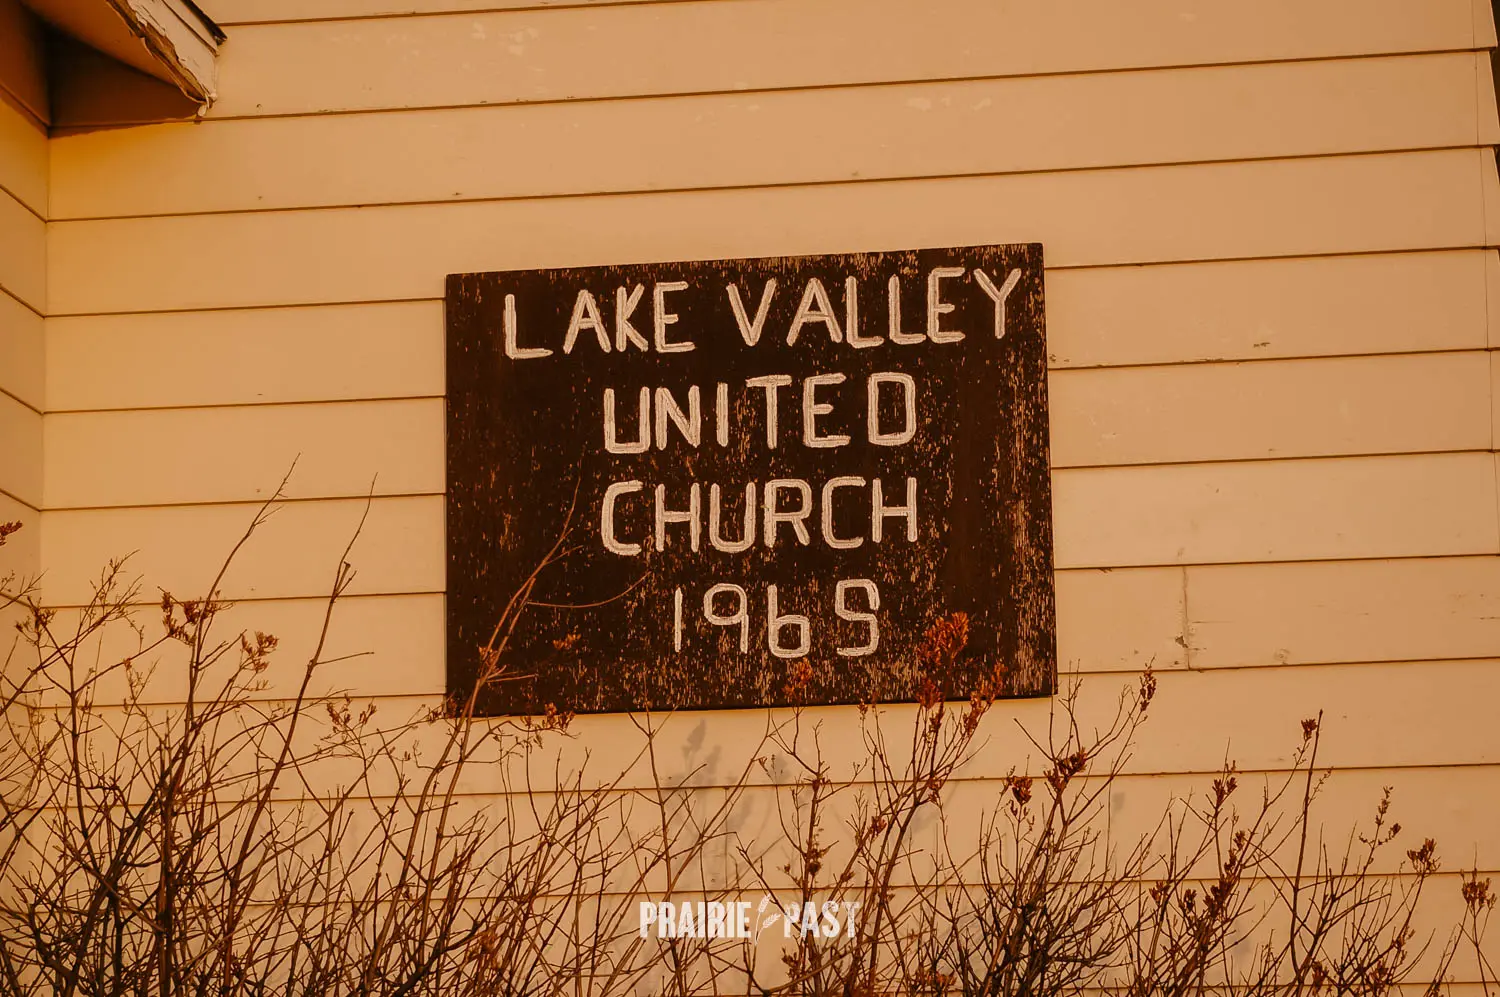 LAKE VALLEY
UNITED
CHURCH
1965
PRAIRIE PAST